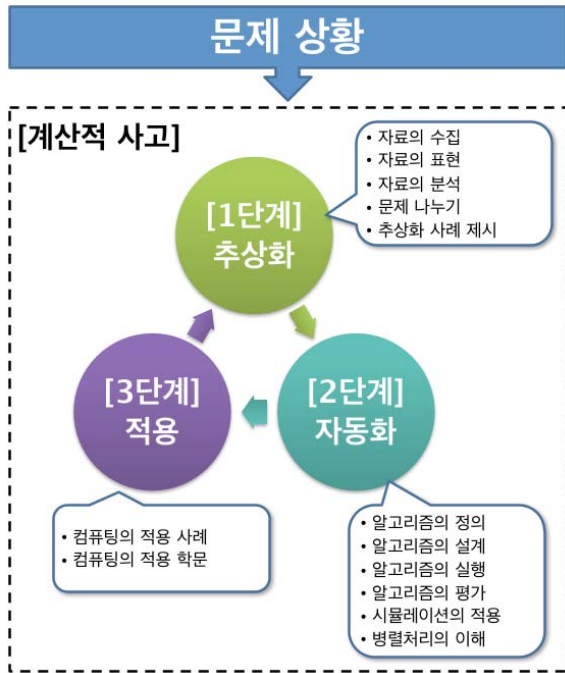 문제 상황
[계산적 사고]
• 자료의 수집
• 자료의 표현
• 자료의 분석
• 문제 나누기
• 추상화 사례 제시
[1단계]
추상화
[3단계]
적용
[2단계]
자동화
• 컴퓨팅의 적용 사례
• 컴퓨팅의 적용 학문
• 알고리즘의 정의
• 알고리즘의 설계
• 알고리즘의 실행
• 알고리즘의 평가
• 시뮬레이션의 적용
• 병렬처리의 이해